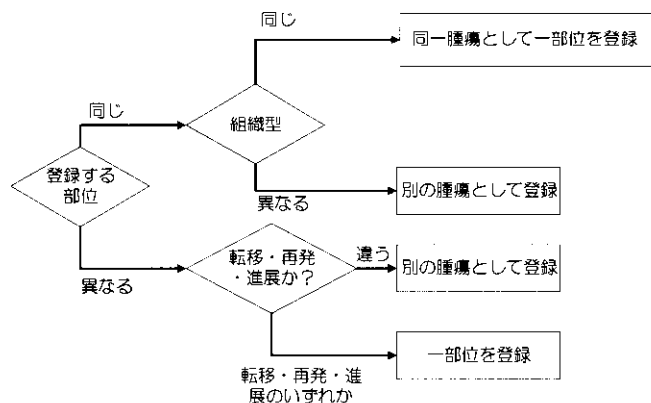 同じ
同一腫瘍として一部位を登録
同じ
組織型
登録する
部位
異なる
別の腫瘍として登録
転移・再発
・進展か？
違う
別の腫瘍として登録
異なる
一部位を登録
転移・再発・進
展のいずれか